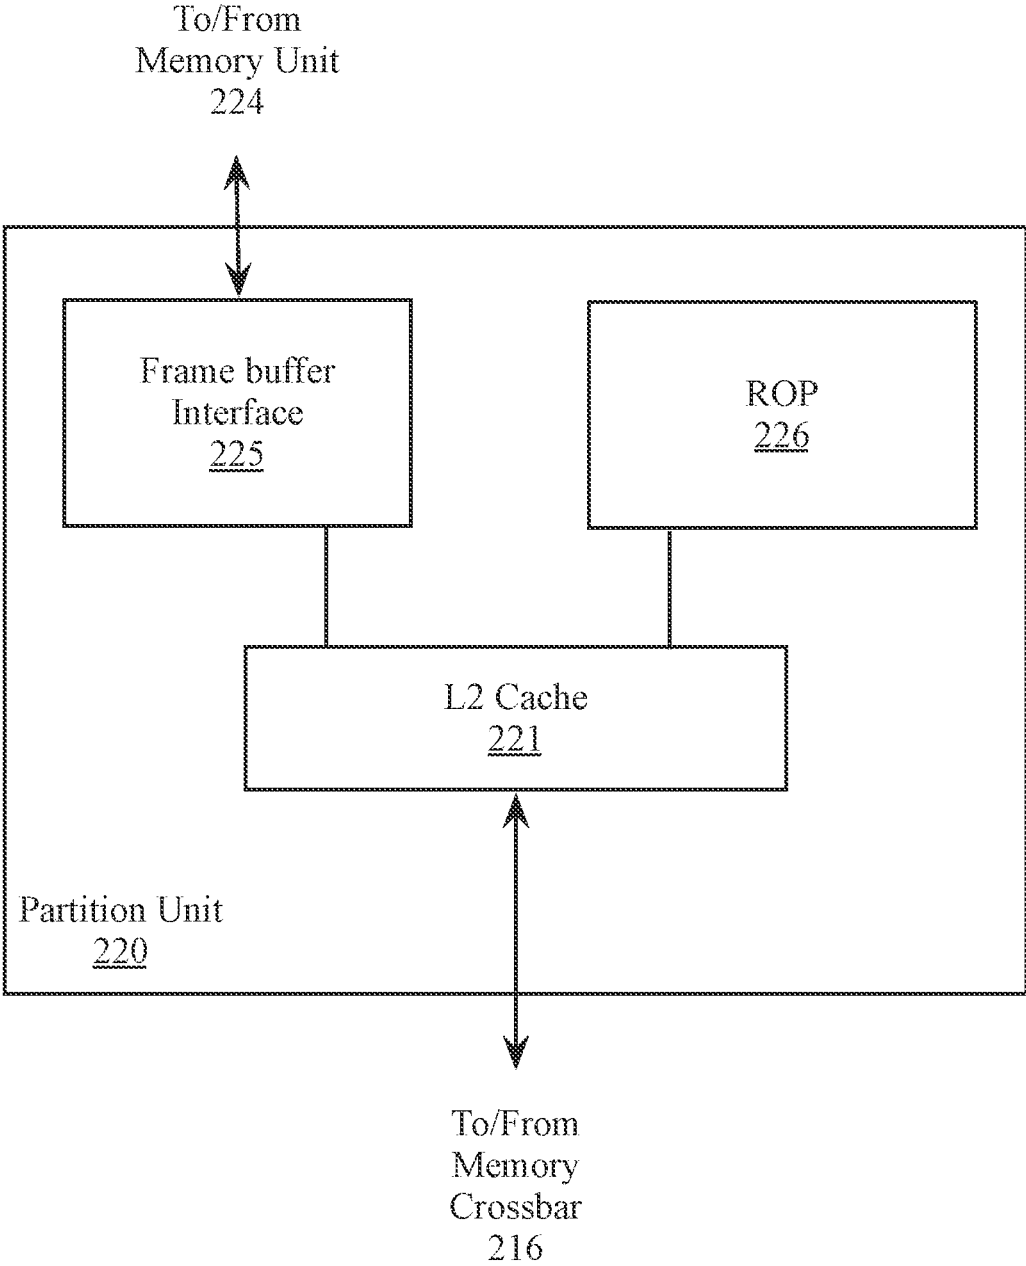 To/From
Memory Unit
224
Frame buffer
Interface
225
ROP
226
L2 Cache
221
Partition Unit
220
To/From
Memory
Crossbar
216